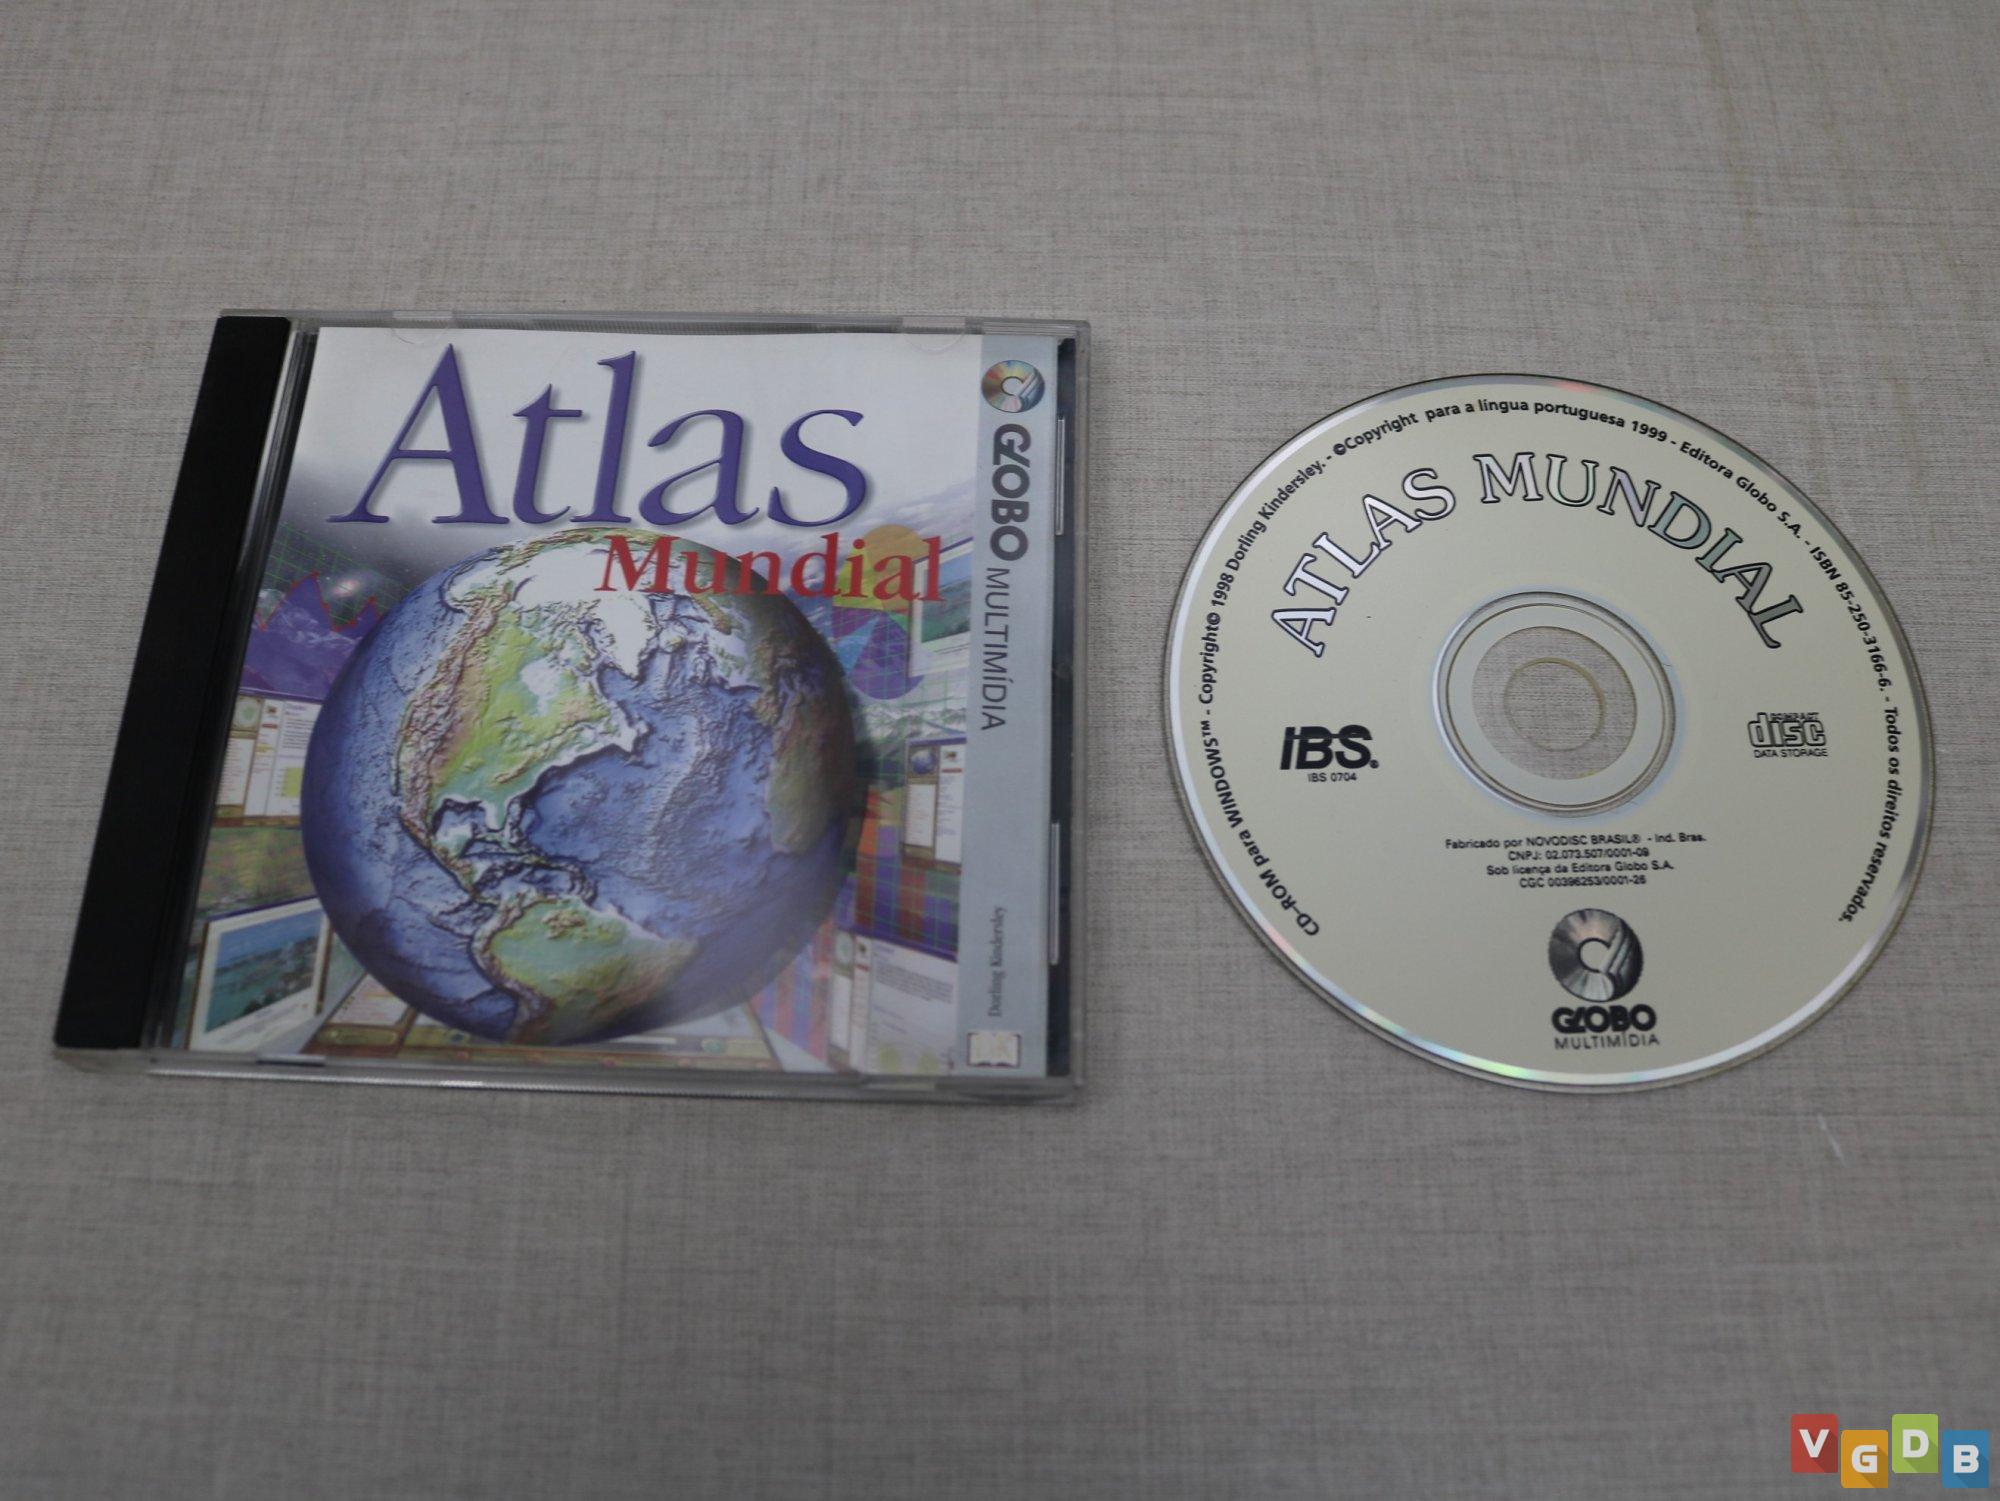 Atlas
Mundial
GLOBO MULTIMÍDIA
Dorling Kindersley
CD-ROM para WINDOWS™ - Copyright© 1998 Dorling Kindersley. - ©Copyright para a língua portuguesa 1999 - Editora Globo S.A. - ISBN 85-250-3166-6. - Todos os direitos reservados.
ATLAS MUNDIAL
IBS®
IBS 0704
COMPACT
disc
DATA STORAGE
Fabricado por NOVODISC BRASIL® - Ind. Bras.
CNPJ: 02.073.507/0001-09
Sob licença da Editora Globo S.A.
CGC 00396253/0001-26
GLOBO
MULTIMÍDIA
VGDB